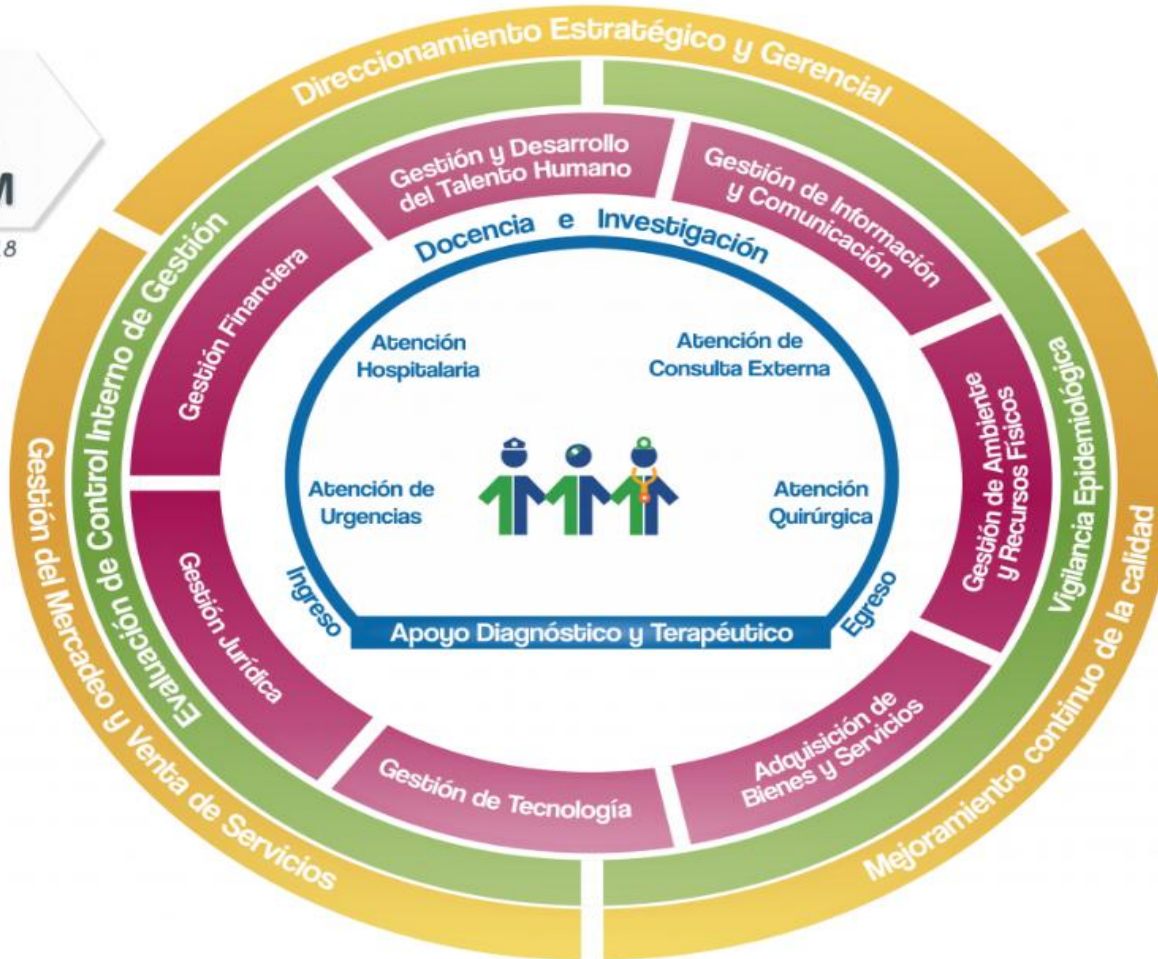 M
8
Direccionamiento Estratégico y Gerencial
Gestión del Mercadeo y Venta de Servicios
Mejoramiento continuo de la calidad
Evaluación de Control Interno de Gestión
Vigilancia Epidemiológica
Gestión y Desarrollo
del Talento Humano
Gestión de Información
y Comunicación
Gestión Financiera
Gestión de Ambiente
y Recursos Físicos
Gestión Jurídica
Gestión de Tecnología
Adquisición de
Bienes y Servicios
Docencia e Investigación
Atención
Hospitalaria
Atención de
Consulta Externa
Atención de
Urgencias
Atención
Quirúrgica
Ingreso
Egreso
Apoyo Diagnóstico y Terapéutico